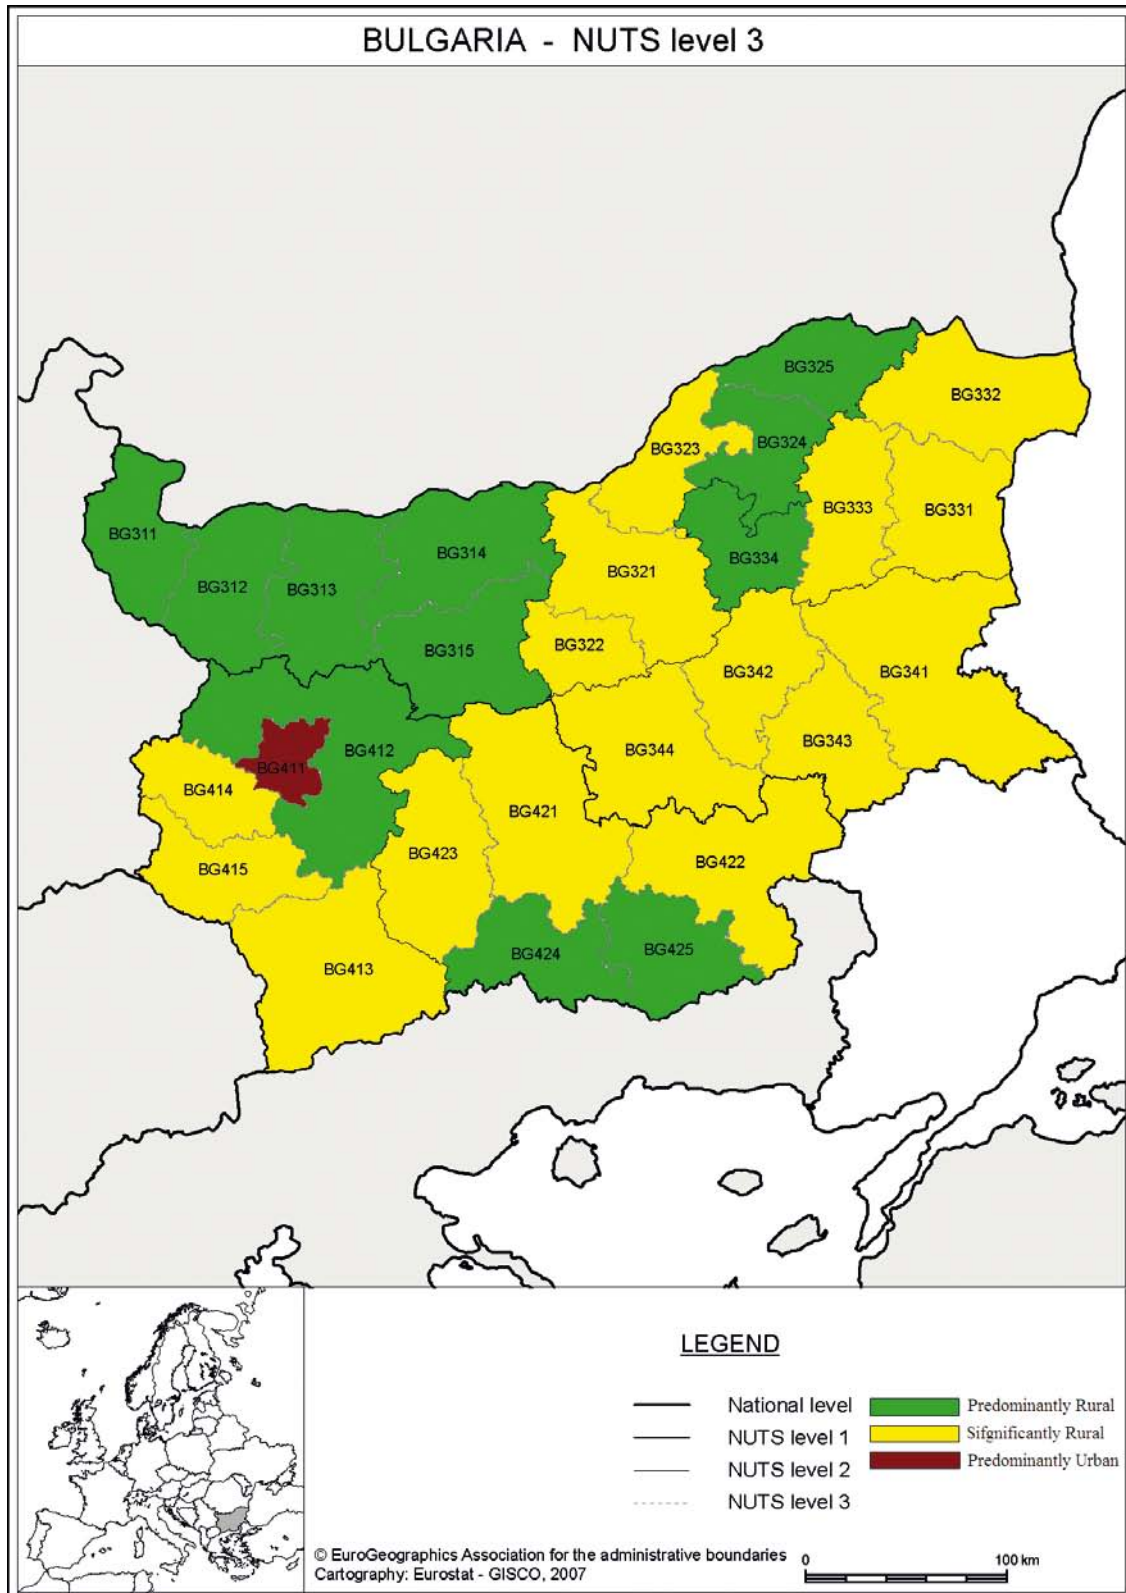 BULGARIA - NUTS level 3
BG325
BG332
BG323
BG324
BG333
BG331
BG311
BG314
BG334
BG321
BG312
BG313
BG315
BG322
BG342
BG341
BG412
BG344
BG343
BG411
BG414
BG421
BG423
BG422
BG415
BG424
BG425
BG413
LEGEND
National level
NUTS level 1
NUTS level 2
NUTS level 3
Predominantly Rural
Sifgnificantly Rural
Predominantly Urban
© EuroGeographics Association for the administrative boundaries
Cartography: Eurostat - GISCO, 2007
0 100 km